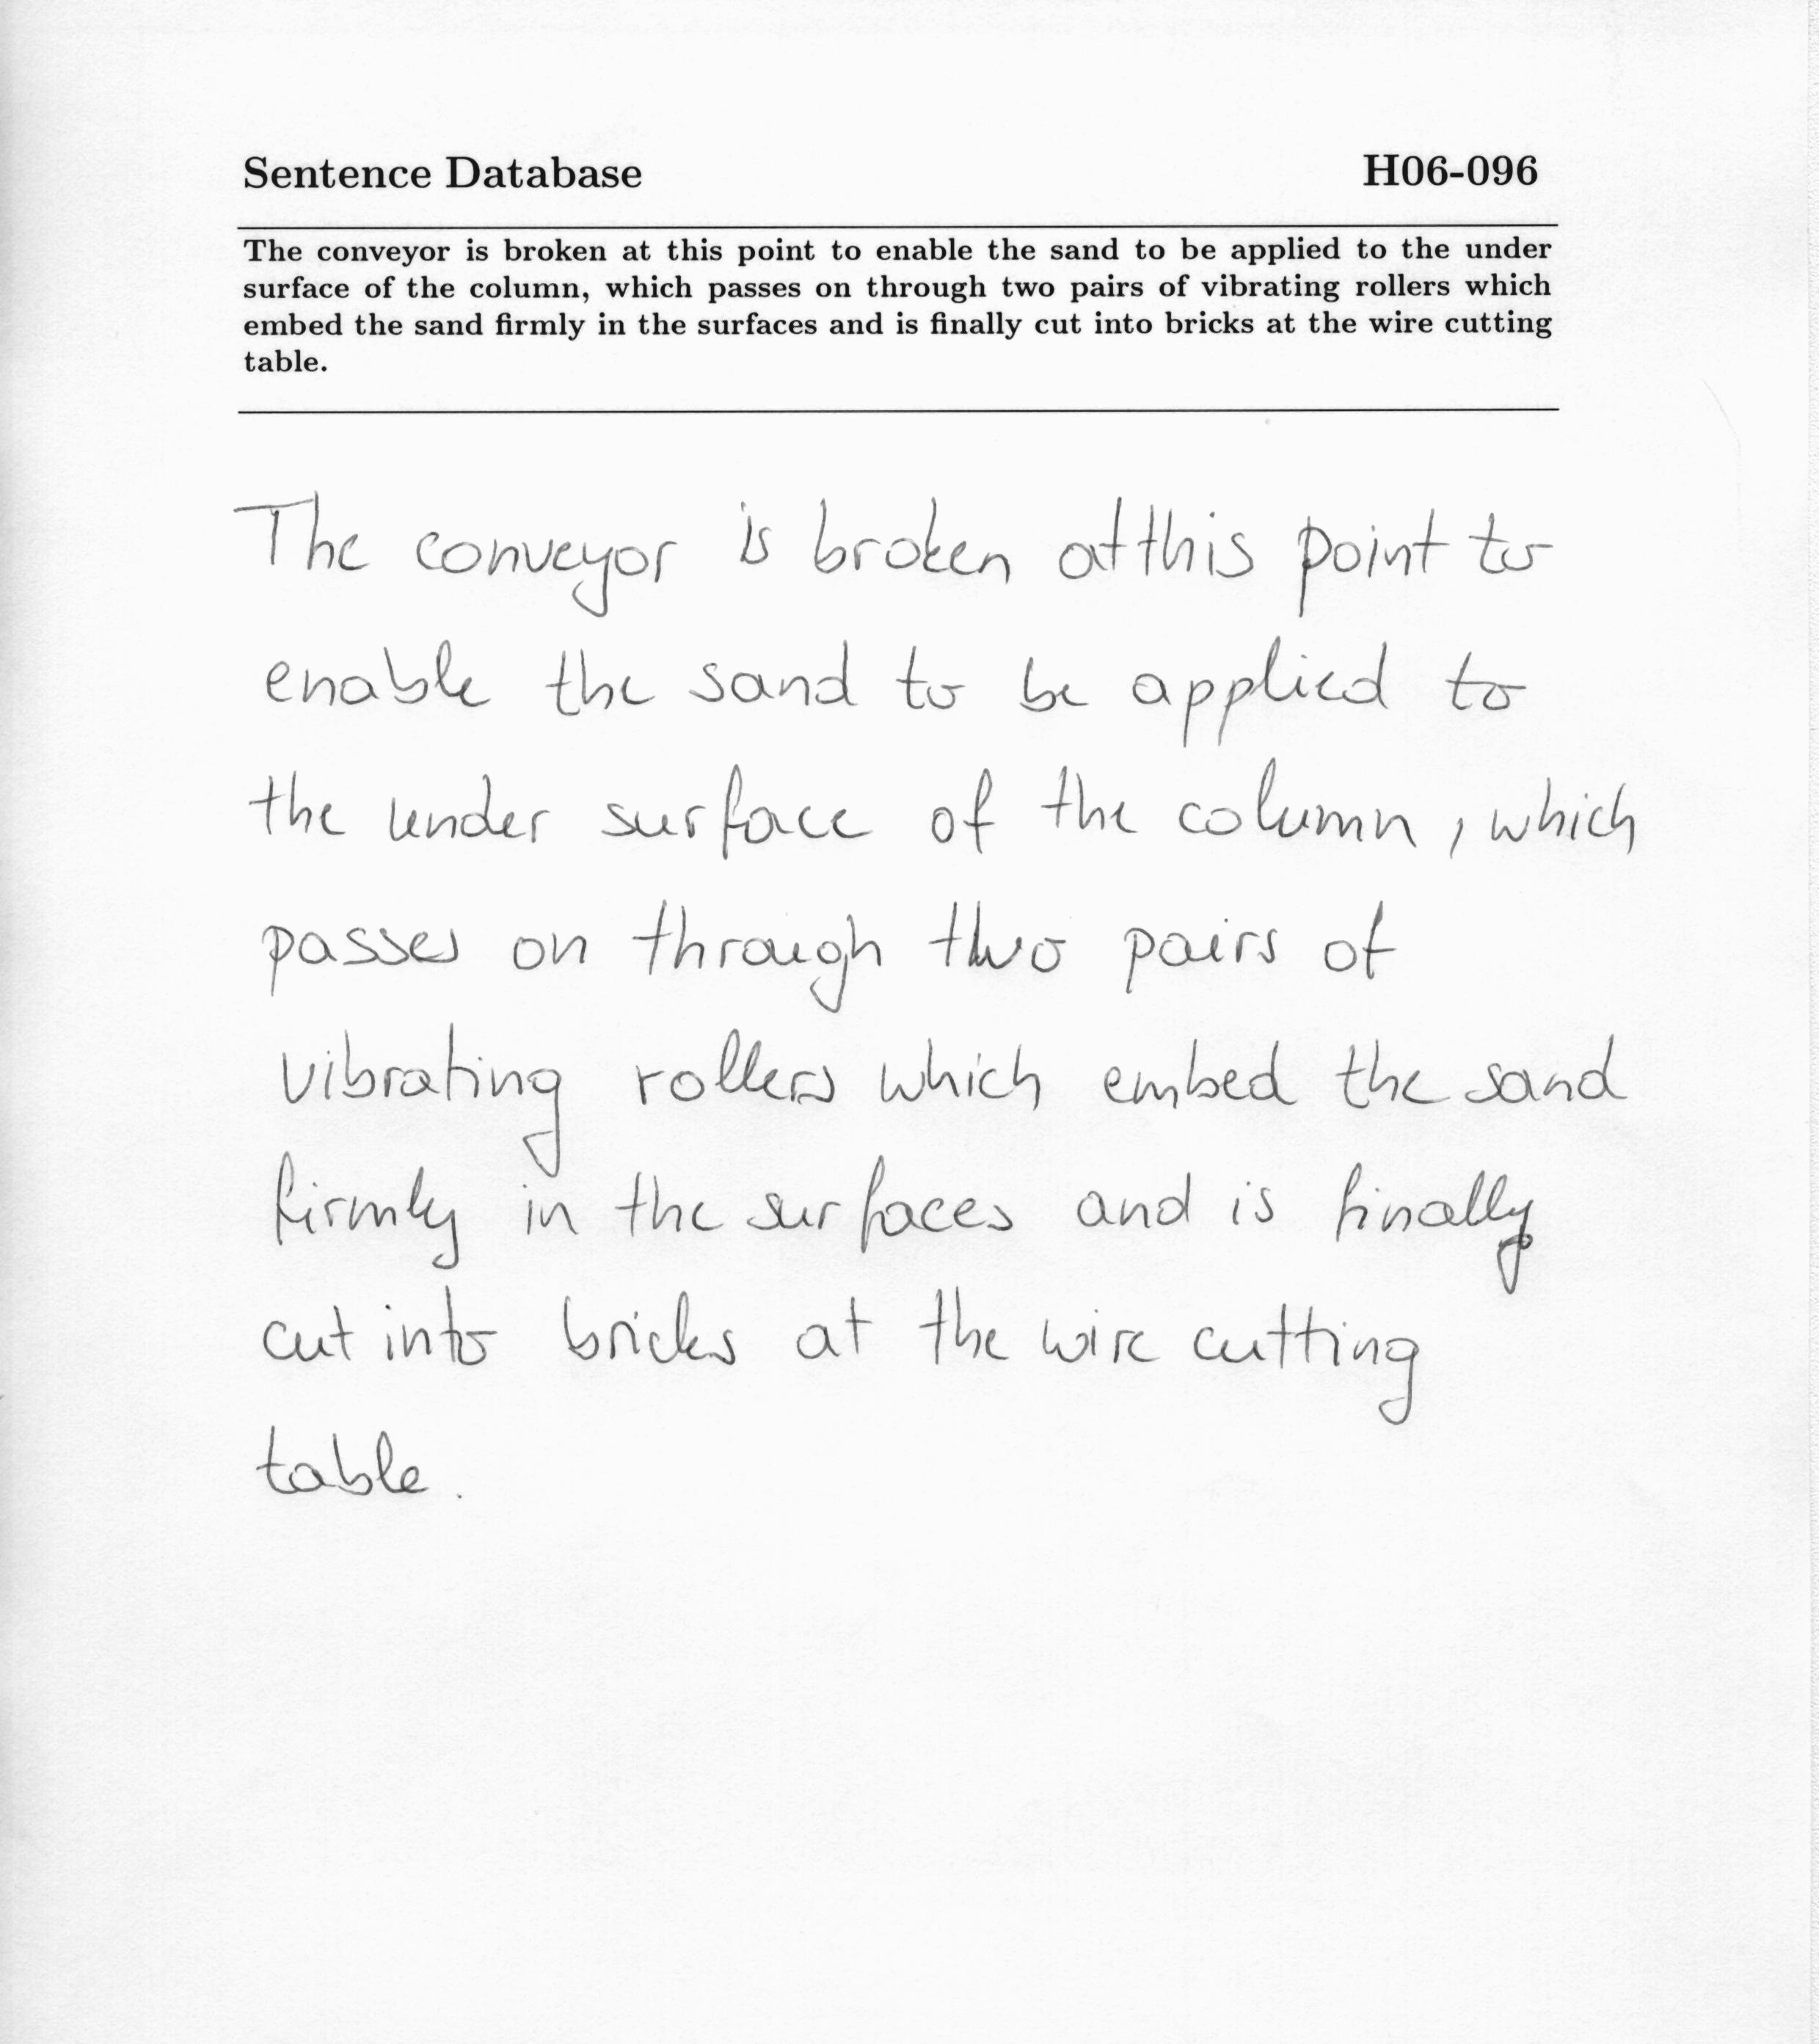 Sentence Database H06-096
The conveyor is broken at this point to enable the sand to be applied to the under
surface of the column, which passes on through two pairs of vibrating rollers which
embed the sand firmly in the surfaces and is finally cut into bricks at the wire cutting
table.
The conveyor is broken at this point to
enable the sand to be applied to
the under surface of the column, which
passes on through two pairs of
vibrating rollers which embed the sand
firmly in the surfaces and is finally
cut into bricks at the wire cutting
table.